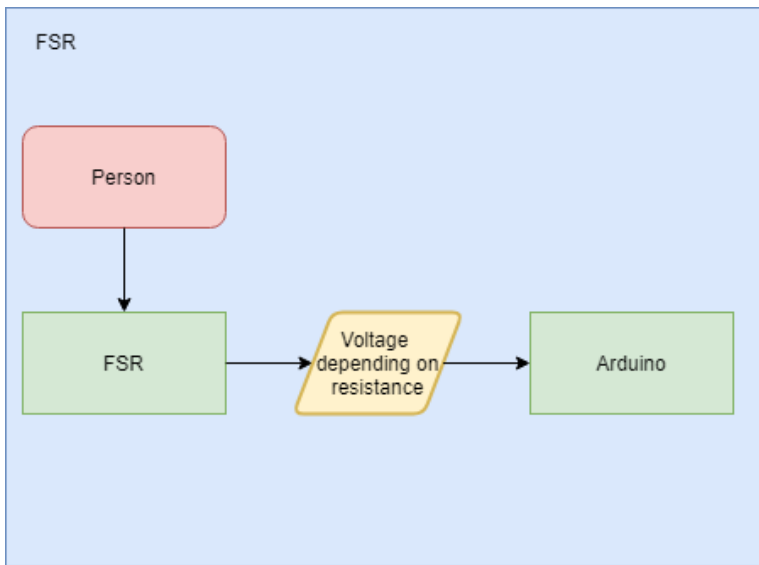 FSR
Person
FSR
Voltage
depending on
resistance
Arduino